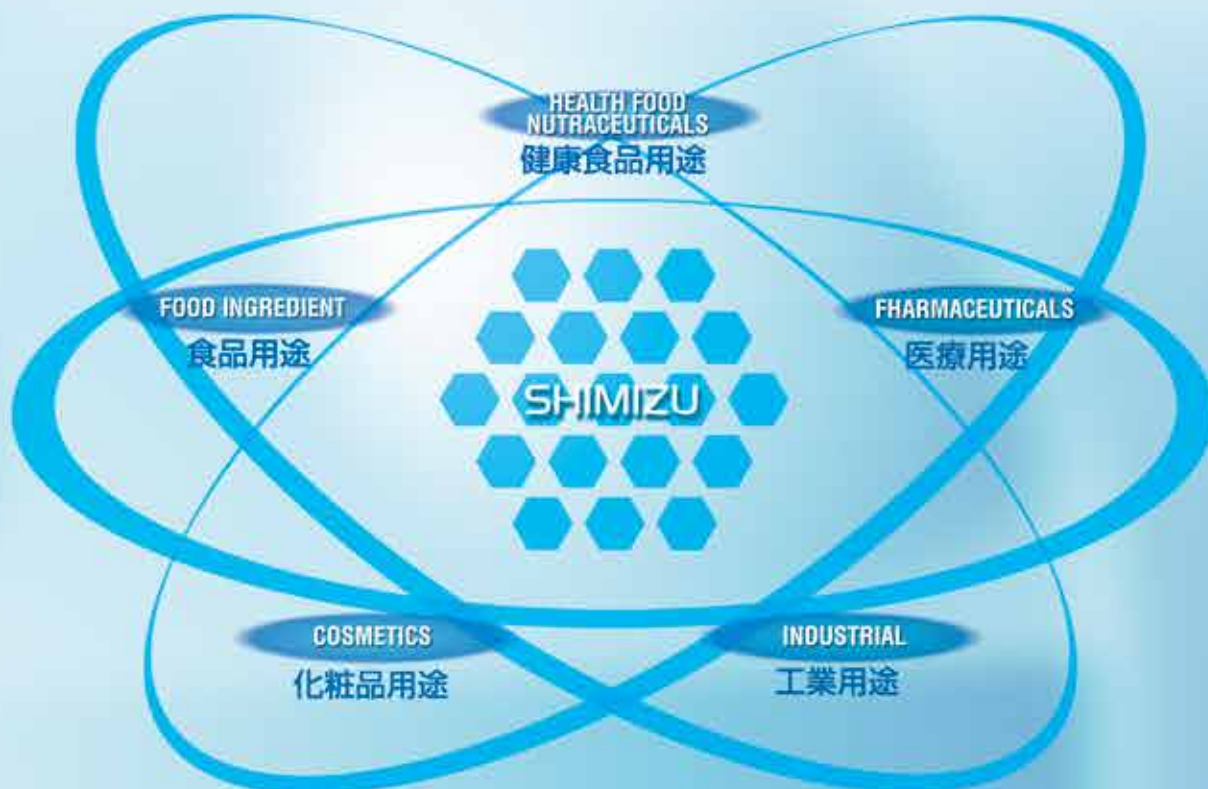 HEALTH FOOD
NUTRACEUTICALS
健康食品用途
FOOD INGREDIENT
食品用途
FHARMACEUTICALS
医療用途
SHIMIZU
COSMETICS
化粧品用途
INDUSTRIAL
工業用途